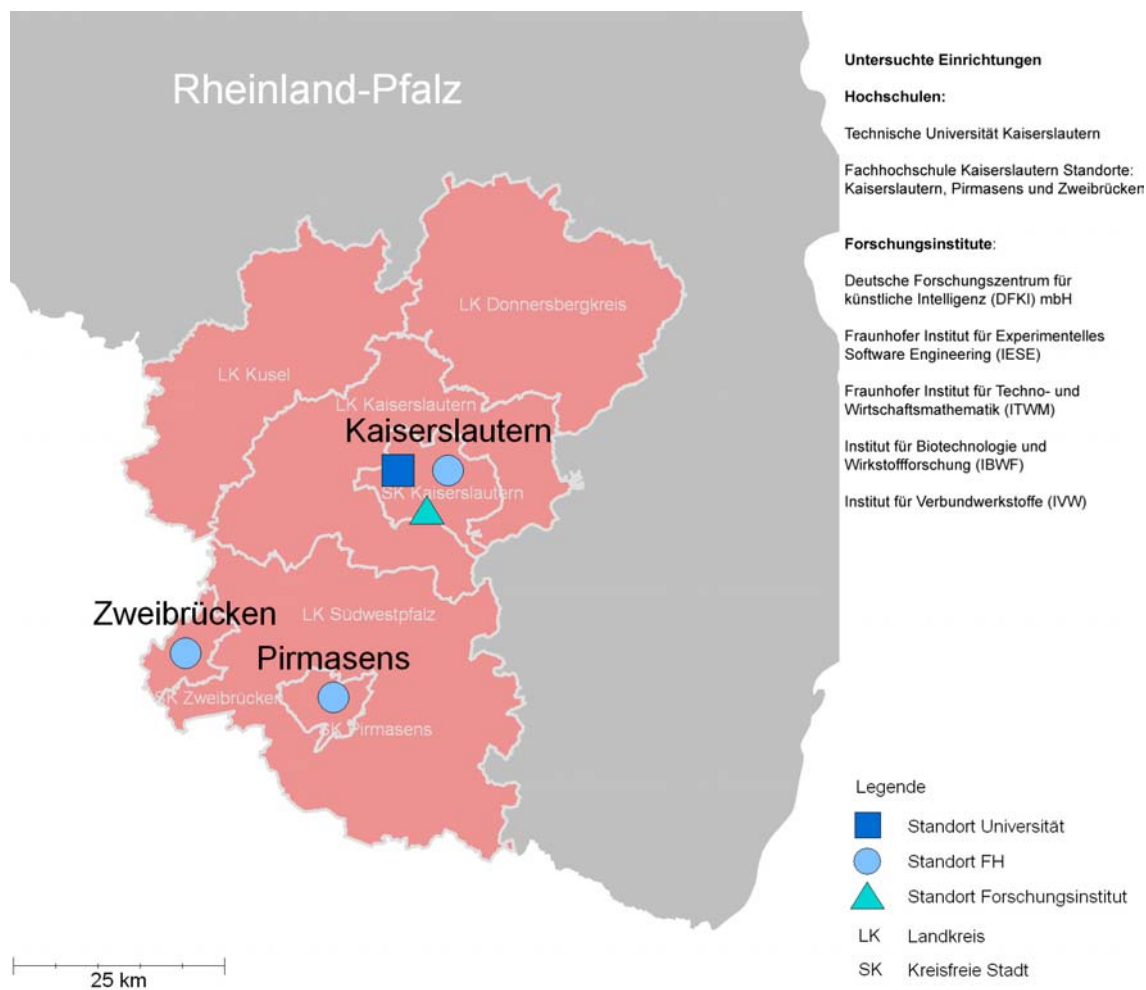 Rheinland-Pfalz
LK Donnersbergkreis
LK Kusel
LK Kaiserslautern
Kaiserslautern
SK Kaiserslautern
Zweibrücken
LK Südwestpfalz
Pirmasens
SK Zweibrücken
SK Pirmasens
25 km
Untersuchte Einrichtungen
Hochschulen:
Technische Universität Kaiserslautern
Fachhochschule Kaiserslautern Standorte:
Kaiserslautern, Pirmasens und Zweibrücken
Forschungsinstitute:
Deutsche Forschungszentrum für
künstliche Intelligenz (DFKI) mbH
Fraunhofer Institut für Experimentelles
Software Engineering (IESE)
Fraunhofer Institut für Techno- und
Wirtschaftsmathematik (ITWM)
Institut für Biotechnologie und
Wirkstoffforschung (IBWF)
Institut für Verbundwerkstoffe (IVW)
Legende
Standort Universität
Standort FH
Standort Forschungsinstitut
LK Landkreis
SK Kreisfreie Stadt